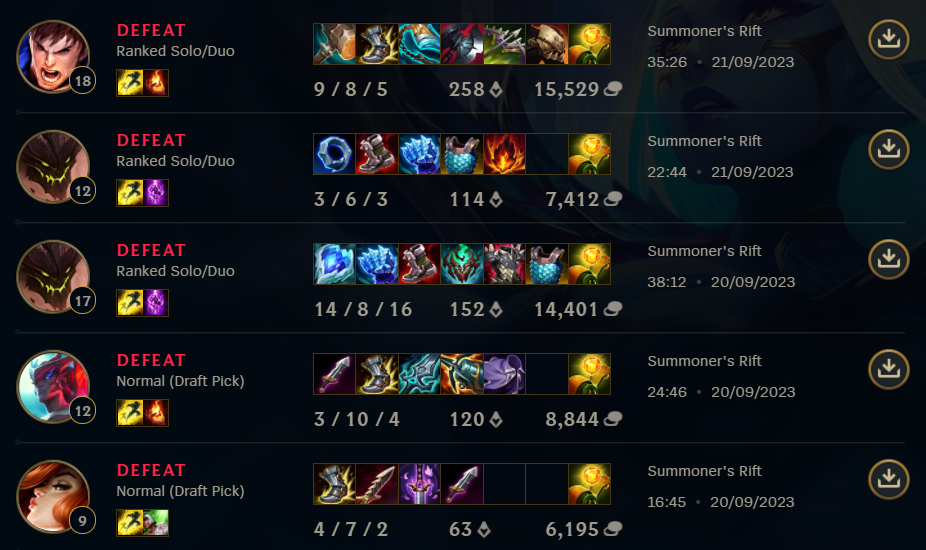 DEFEAT
Ranked Solo/Duo
18
9 / 8 / 5 258 15,529
Summoner's Rift
35:26 • 21/09/2023
DEFEAT
Ranked Solo/Duo
12
3 / 6 / 3 114 7,412
Summoner's Rift
22:44 • 21/09/2023
DEFEAT
Ranked Solo/Duo
17
14 / 8 / 16 152 14,401
Summoner's Rift
38:12 • 20/09/2023
DEFEAT
Normal (Draft Pick)
12
3 / 10 / 4 120 8,844
Summoner's Rift
24:46 • 20/09/2023
DEFEAT
Normal (Draft Pick)
9
4 / 7 / 2 63 6,195
Summoner's Rift
16:45 • 20/09/2023